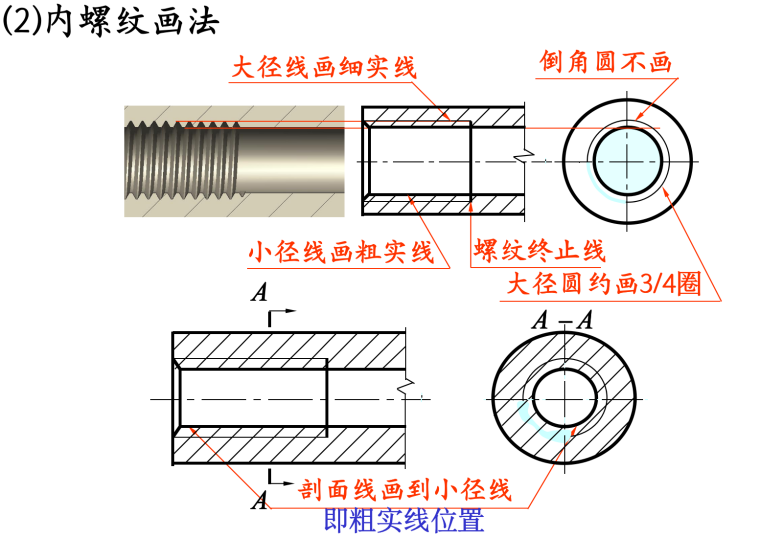 (2)内螺纹画法
大径线画细实线
倒角圆不画
小径线画粗实线
螺纹终止线
大径圆约画3/4圈
A
A – A
A
剖面线画到小径线
即粗实线位置